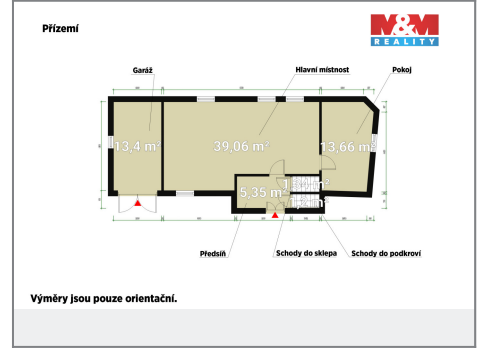 Přízemí
M&M
REALITY
Garáž
Hlavní místnost
Pokoj
13,4 m²
39,06 m²
13,66 m²
5,35 m²
Předsíň
Schody do sklepa
Schody do podkroví
Výměry jsou pouze orientační.